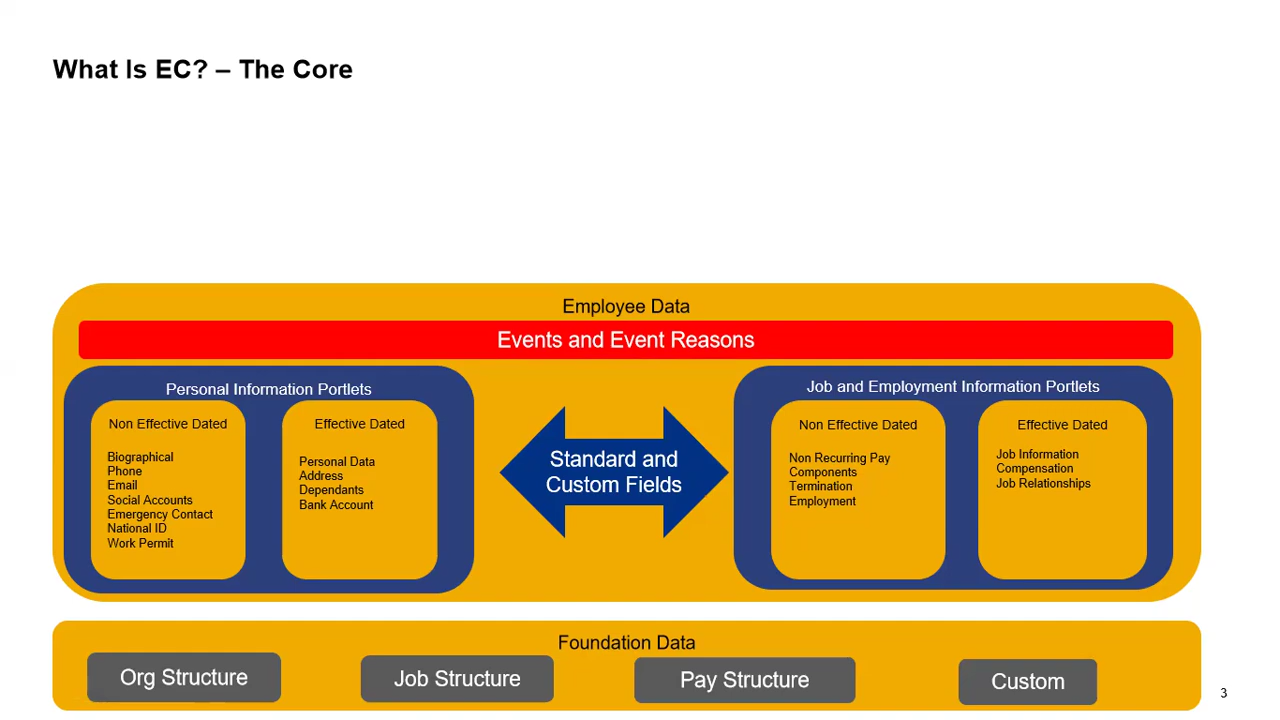 What Is EC? – The Core
Employee Data
Events and Event Reasons
Personal Information Portlets
Non Effective Dated
Biographical
Phone
Email
Social Accounts
Emergency Contact
National ID
Work Permit
Effective Dated
Personal Data
Address
Dependants
Bank Account
Standard and
Custom Fields
Job and Employment Information Portlets
Non Effective Dated
Non Recurring Pay
Components
Termination
Employment
Effective Dated
Job Information
Compensation
Job Relationships
Foundation Data
Org Structure
Job Structure
Pay Structure
Custom
3